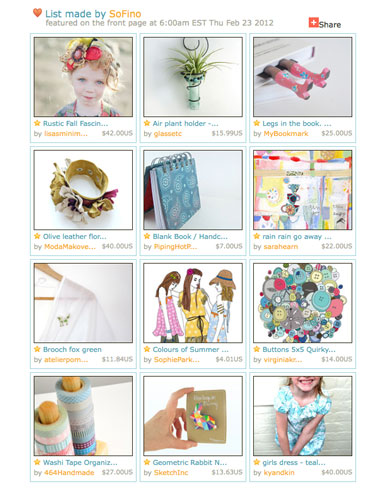 List made by SoFino
featured on the front page at 6:00am EST Thu Feb 23 2012
Share
Rustic Fall Fascin...
by lisasminim... $42.00US
Air plant holder -...
by glassetc $15.99US
Legs in the book. ...
by MyBookmark $25.00US
Olive leather flor...
by ModaMakove... $40.00US
Blank Book / Handc...
by PipingHotP... $7.00US
rain rain go away ...
by sarahearn $22.00US
Brooch fox green
by atelierpom... $11.84US
Colours of Summer ...
by SophiePark... $4.01US
Buttons 5x5 Quirky...
by virginiakr... $14.00US
Washi Tape Organiz...
by 464Handmade $27.00US
Geometric Rabbit N...
by SketchInc $13.63US
girls dress - teal...
by kyandkin $40.00US